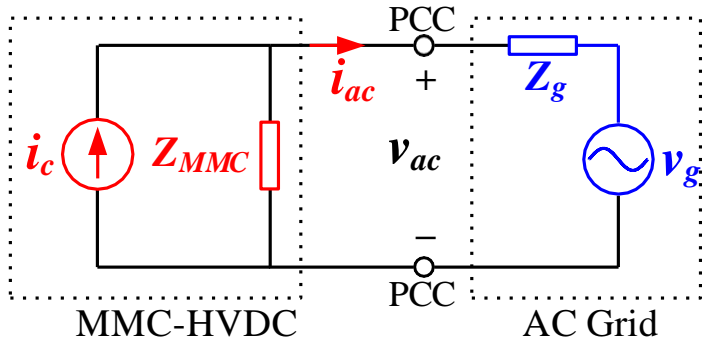 PCC
i_ac
+
Z_g
i_c
Z_MMC
v_ac
v_g
−
PCC
MMC-HVDC
AC Grid